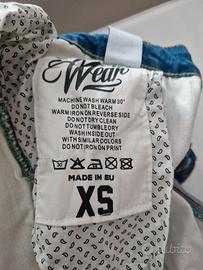 Wear
MACHINE WASH WARM 30°
DO NOT BLEACH
WARM IRON ON REVERSE SIDE
DO NOT DRY CLEAN
DO NOT TUMBLE DRY
WASH INSIDE OUT
WITH SIMILAR COLORS
DO NOT IRON ON PRINT
MADE IN EU
XS
subito